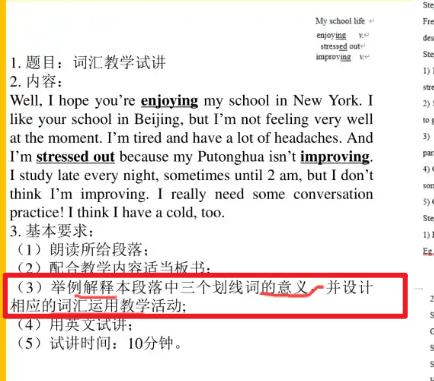 My school life
enjoying v.
stressed out
improving v.
1. 题目：词汇教学试讲
2. 内容：
Well, I hope you're enjoying my school in New York. I
like your school in Beijing, but I'm not feeling very well
at the moment. I'm tired and have a lot of headaches. And
I'm stressed out because my Putonghua isn't improving.
I study late every night, sometimes until 2 am, but I don't
think I'm improving. I really need some conversation
practice! I think I have a cold, too.
3. 基本要求：
（1）朗读所给段落；
（2）配合教学内容适当板书；
（3）举例解释本段落中三个划线词的意义，并设计
相应的词汇运用教学活动；
（4）用英文试讲；
（5）试讲时间：10分钟。
Ste
Fre
des
Ste
1) I
stre
2) S
to g
3)
par
4) 
son
5) 
Ste
1) I
Eg.
2
S